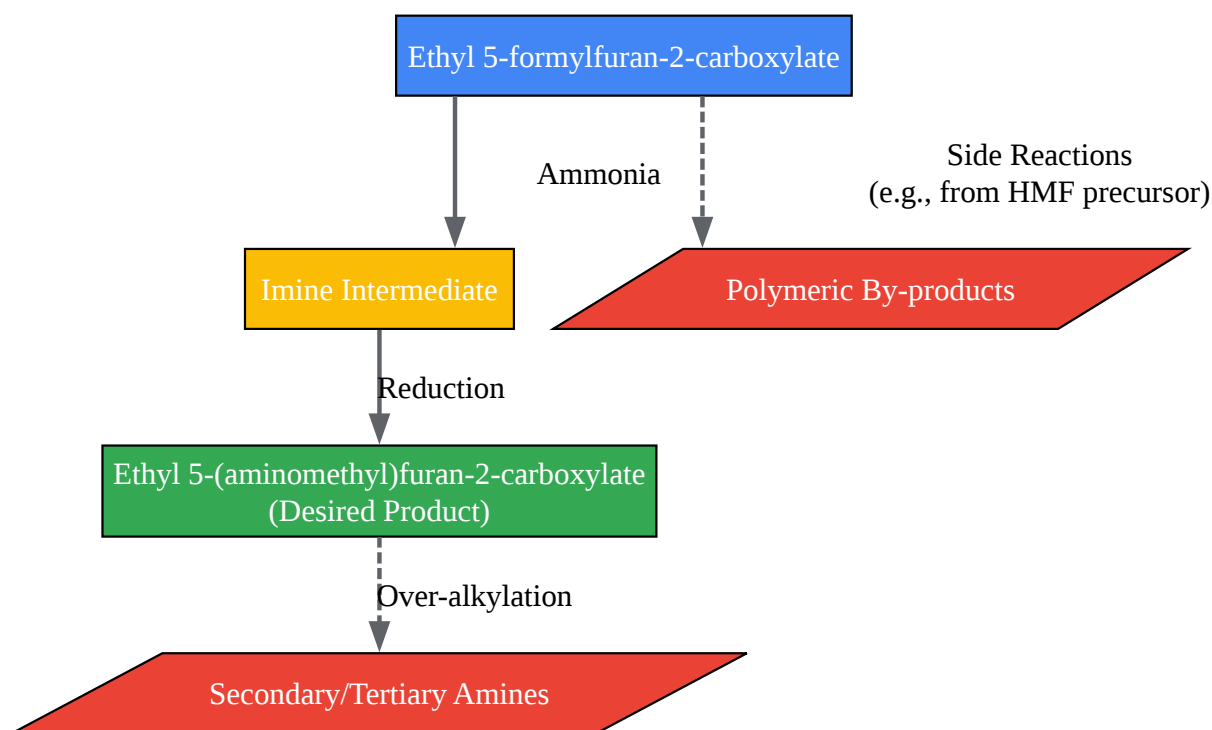 Ethyl 5-formylfuran-2-carboxylate
Ammonia
Side Reactions
(e.g., from HMF precursor)
Imine Intermediate
Polymeric By-products
Reduction
Ethyl 5-(aminomethyl)furan-2-carboxylate
(Desired Product)
Over-alkylation
Secondary/Tertiary Amines